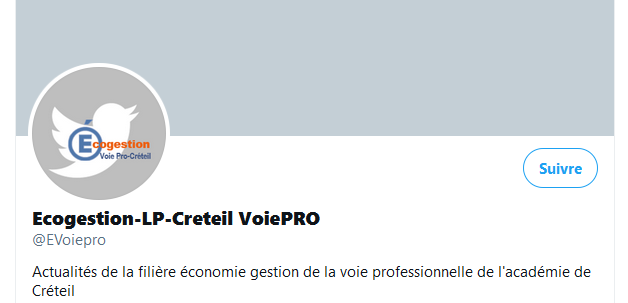 Ecogestion
Voie Pro-Créteil
Suivre
Ecogestion-LP-Creteil VoiePRO
@EVoiepro
Actualités de la filière économie gestion de la voie professionnelle de l'académie de
Créteil